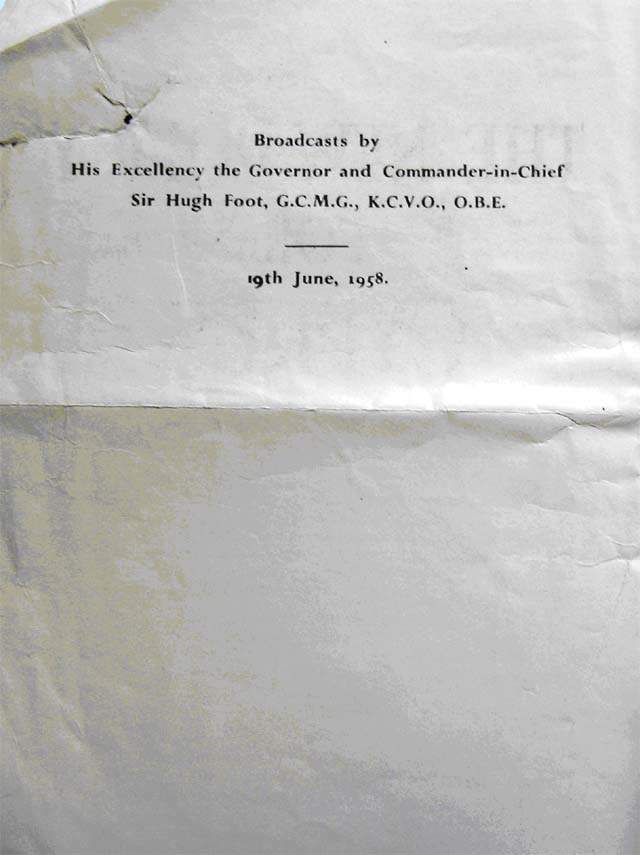 Broadcasts by
His Excellency the Governor and Commander-in-Chief
Sir Hugh Foot, G.C.M.G., K.C.V.O., O.B.E.
19th June, 1958.